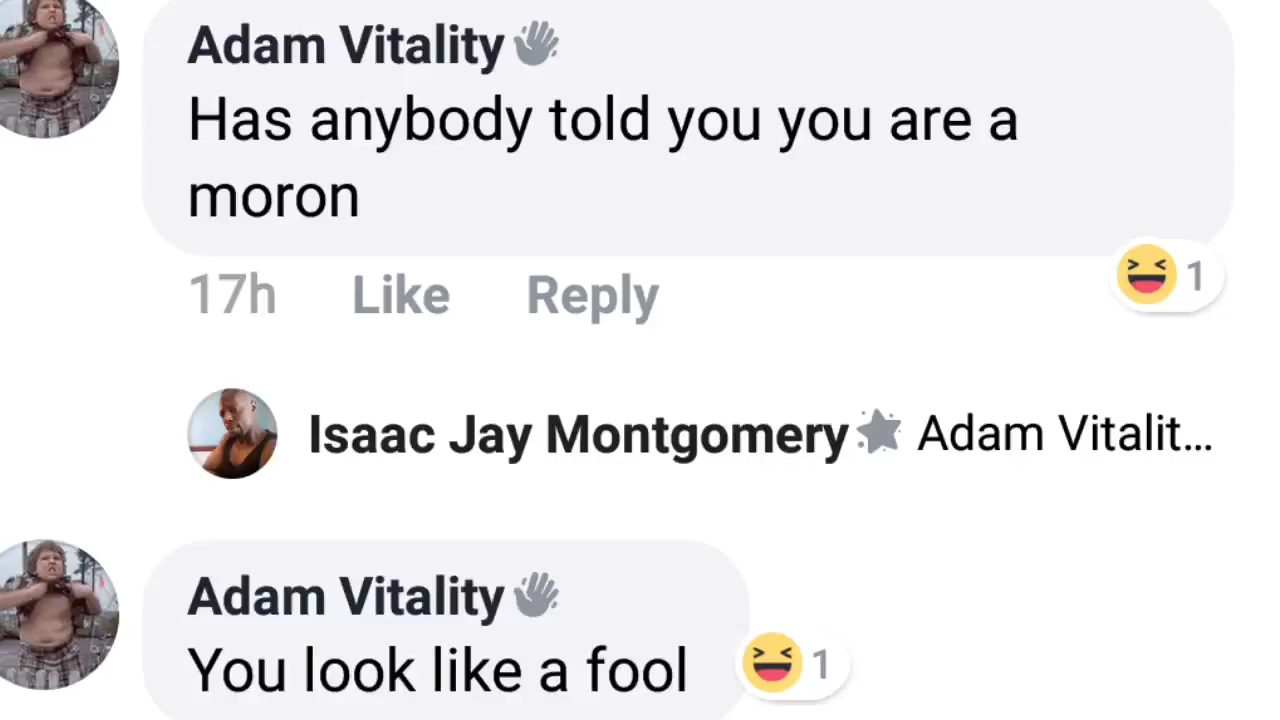 Adam Vitality
Has anybody told you you are a
moron
17h Like Reply
1
Isaac Jay Montgomery Adam Vitalit...
Adam Vitality
You look like a fool
1